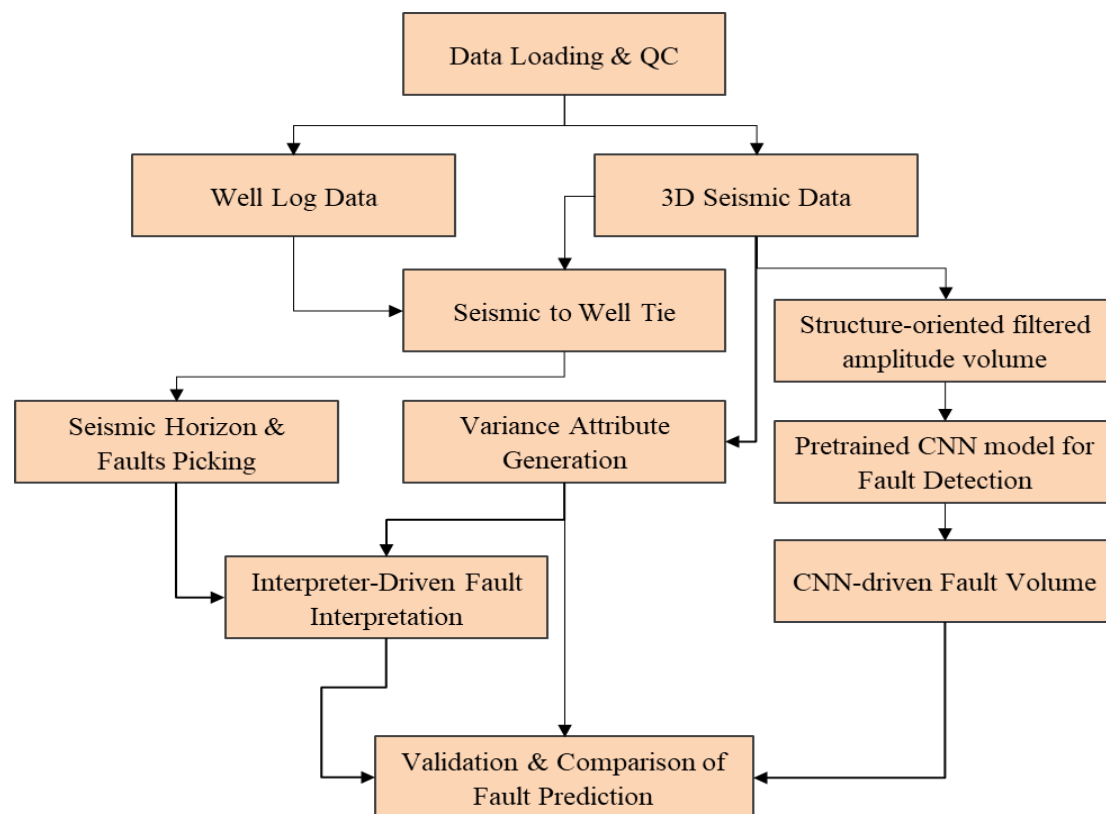 Data Loading & QC
Well Log Data
3D Seismic Data
Seismic to Well Tie
Structure-oriented filtered
amplitude volume
Seismic Horizon &
Faults Picking
Variance Attribute
Generation
Pretrained CNN model for
Fault Detection
Interpreter-Driven Fault
Interpretation
CNN-driven Fault Volume
Validation & Comparison of
Fault Prediction